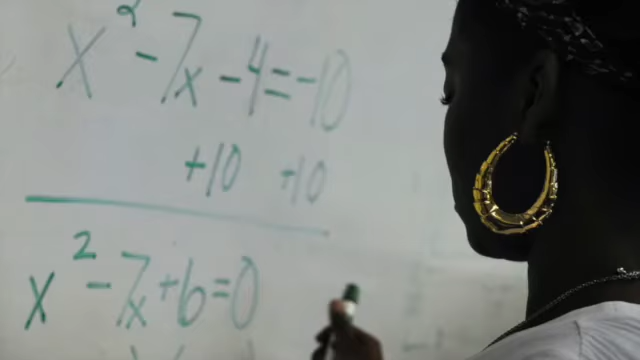 x² - 7x - 4 = -10
+10 +10
x² - 7x + 6 = 0